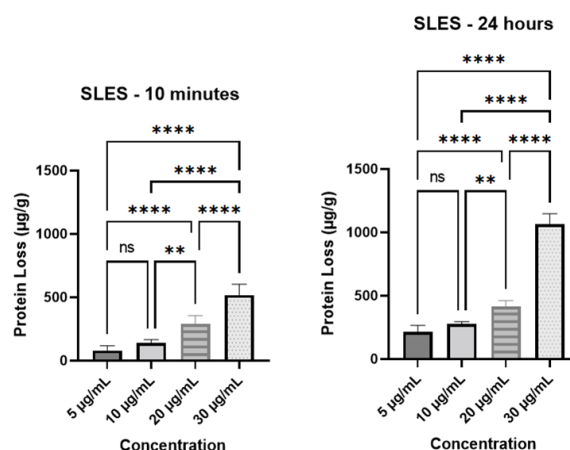 SLES - 10 minutes
****
****
**** ****
ns **
1500
1000
500
0
Protein Loss (µg/g)
5 µg/mL
10 µg/mL
20 µg/mL
30 µg/mL
Concentration
SLES - 24 hours
****
****
**** ****
ns **
1500
1000
500
0
Protein Loss (µg/g)
5 µg/mL
10 µg/mL
20 µg/mL
30 µg/mL
Concentration